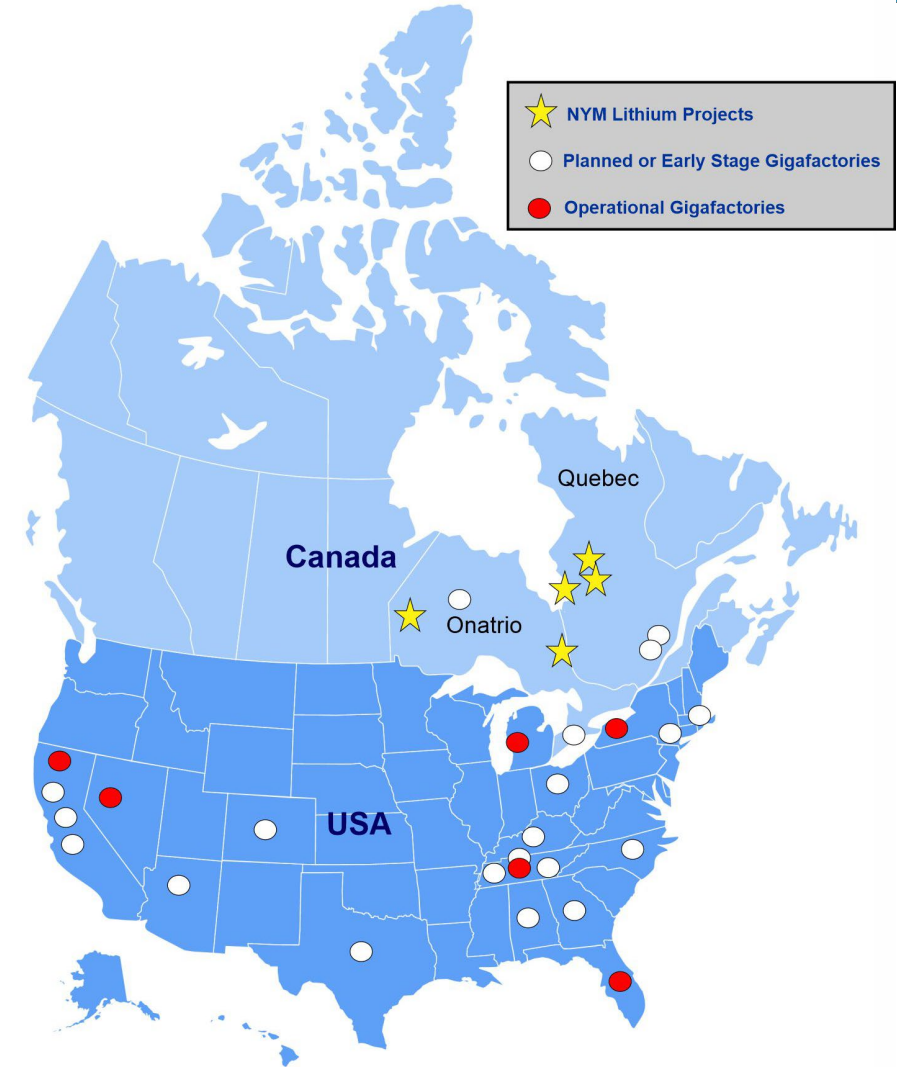 NYM Lithium Projects
Planned or Early Stage Gigafactories
Operational Gigafactories
Quebec
Canada
Onatrio
USA